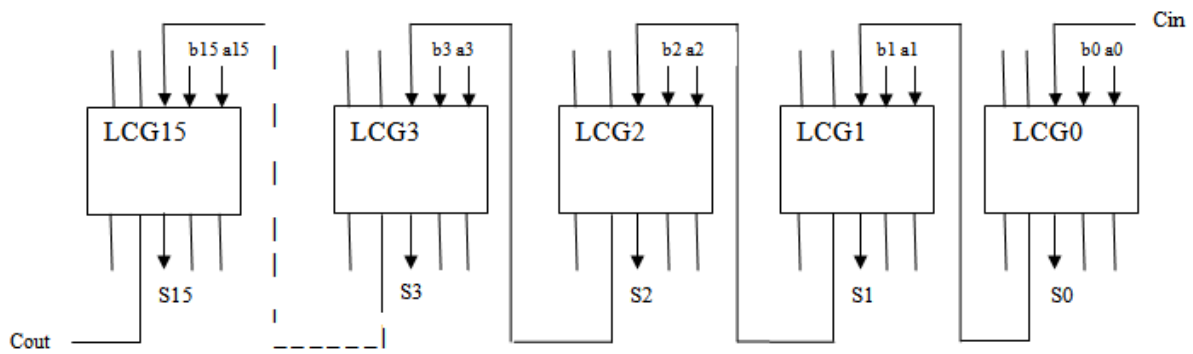 Cin
b15 a15
b3 a3
b2 a2
b1 a1
b0 a0
LCG15
LCG3
LCG2
LCG1
LCG0
S15
S3
S2
S1
S0
Cout